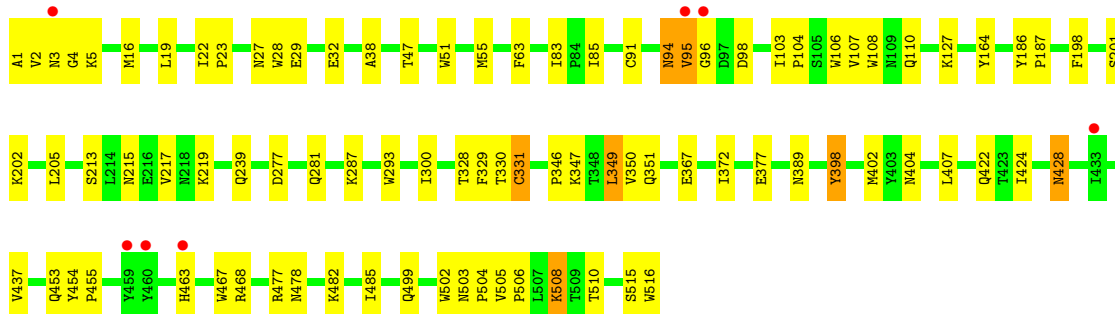 A1 V2 N3 G4 K5 M16 L19 I22 P23 N27 W28 E29 E32 A38 T47 W51 M55 F63 I83 P84 I85 C91 N94 V95 G96 D97 D98 I103 P104 S105 W106 V107 W108 N109 Q110 K127 Y164 Y186 P187 F198 S201
K202 L205 S213 L214 N215 E216 V217 N218 K219 Q239 D277 Q281 K287 W293 I300 T328 F329 T330 C331 P346 K347 T348 L349 V350 Q351 E367 I372 E377 N389 Y398 M402 Y403 N404 L407 Q422 T423 I424 N428 I433
V437 Q453 Y454 P455 Y459 Y460 H463 W467 R468 R477 N478 K482 I485 Q499 W502 N503 P504 V505 P506 L507 K508 T509 T510 S515 W516